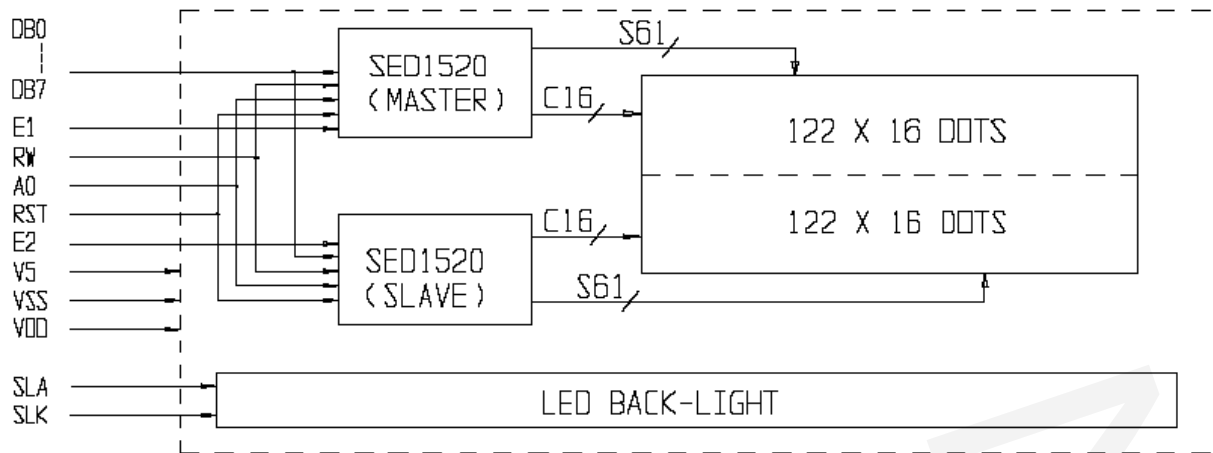 DB0
DB7
E1
RW
A0
RST
E2
V5
VSS
VDD
SLA
SLK
SED1520
(MASTER)
S61
C16
122 X 16 DOTS
122 X 16 DOTS
SED1520
(SLAVE)
C16
S61
LED BACK-LIGHT